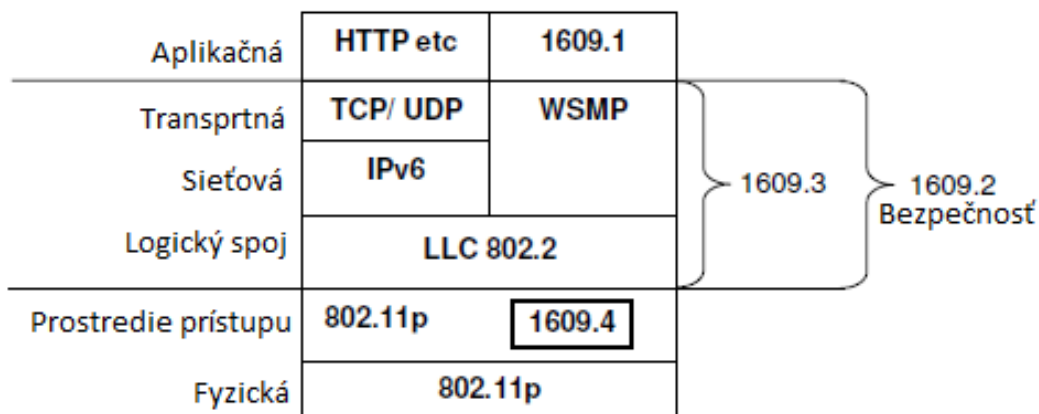 Aplikačná HTTP etc 1609.1
Transprtná TCP/ UDP WSMP
Sieťová IPv6 1609.3 1609.2
Bezpečnosť
Logický spoj LLC 802.2
Prostredie prístupu 802.11p 1609.4
Fyzická 802.11p